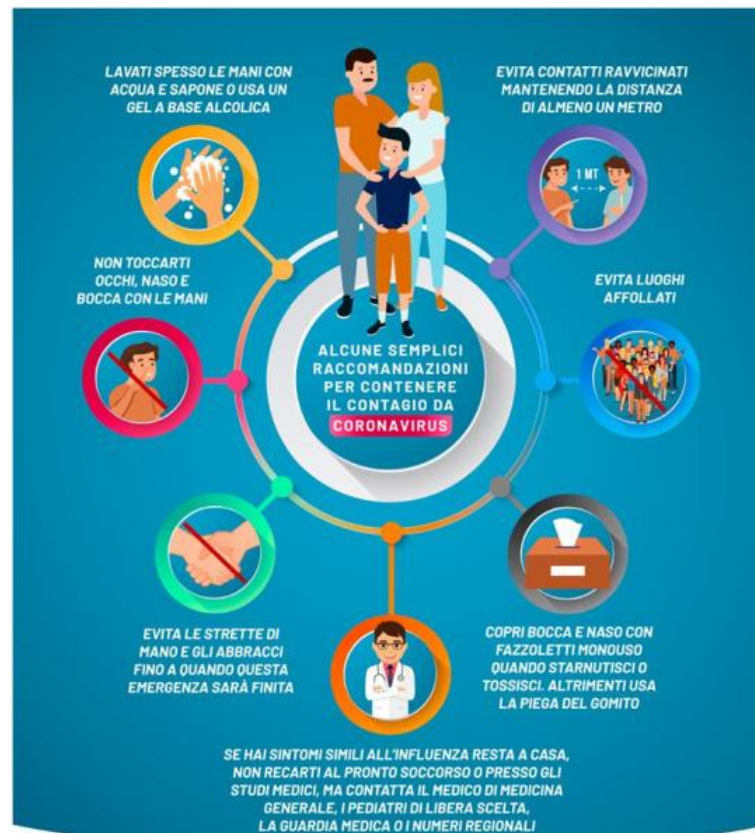 LAVATI SPESSO LE MANI CON
ACQUA E SAPONE O USA UN
GEL A BASE ALCOLICA
EVITA CONTATTI RAVVICINATI
MANTENENDO LA DISTANZA
DI ALMENO UN METRO
1 MT
NON TOCCARTI
OCCHI, NASO E
BOCCA CON LE MANI
EVITA LUOGHI
AFFOLLATI
ALCUNE SEMPLICI
RACCOMANDAZIONI
PER CONTENERE
IL CONTAGIO DA
CORONAVIRUS
EVITA LE STRETTE DI
MANO E GLI ABBRACCI
FINO A QUANDO QUESTA
EMERGENZA SARÀ FINITA
COPRI BOCCA E NASO CON
FAZZOLETTI MONOUSO
QUANDO STARNUTISCI O
TOSSISCI. ALTRIMENTI USA
LA PIEGA DEL GOMITO
SE HAI SINTOMI SIMILI ALL'INFLUENZA RESTA A CASA,
NON RECARTI AL PRONTO SOCCORSO O PRESSO GLI
STUDI MEDICI, MA CONTATTA IL MEDICO DI MEDICINA
GENERALE, I PEDIATRI DI LIBERA SCELTA,
LA GUARDIA MEDICA O I NUMERI REGIONALI